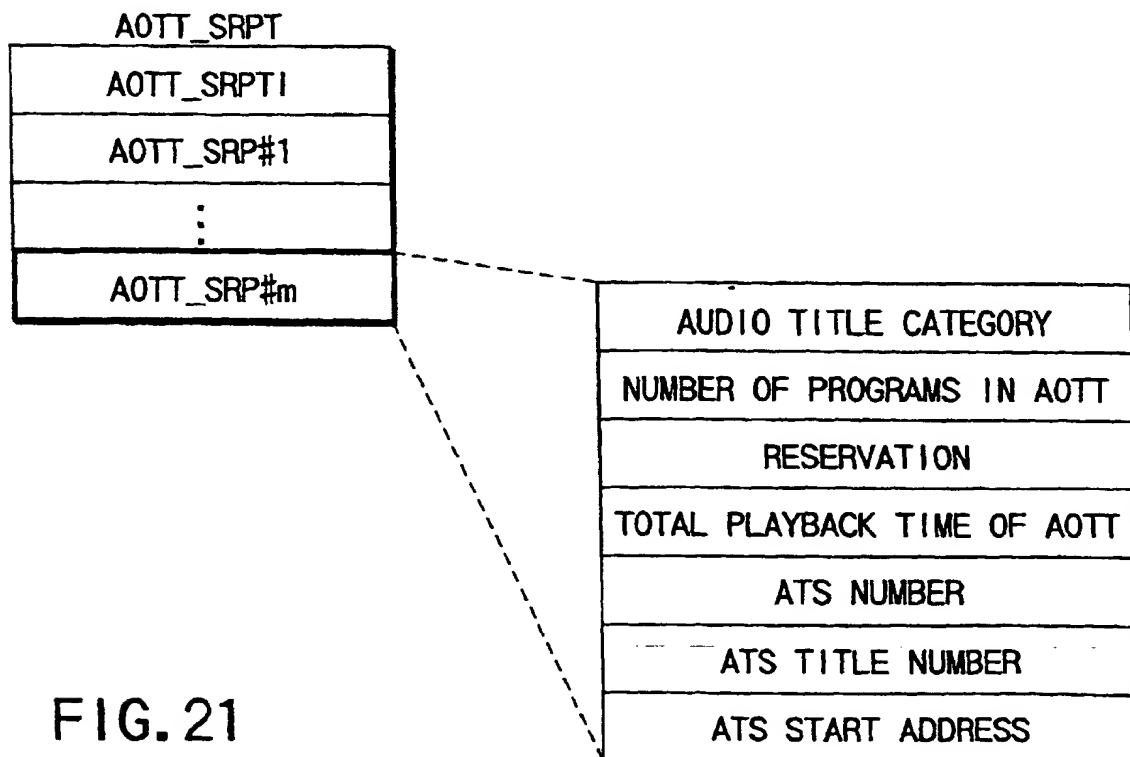 AOTT_SRPT
AOTT_SRPTI
AOTT_SRP#1
⋮
AOTT_SRP#m
AUDIO TITLE CATEGORY
NUMBER OF PROGRAMS IN AOTT
RESERVATION
TOTAL PLAYBACK TIME OF AOTT
ATS NUMBER
ATS TITLE NUMBER
ATS START ADDRESS
FIG.21